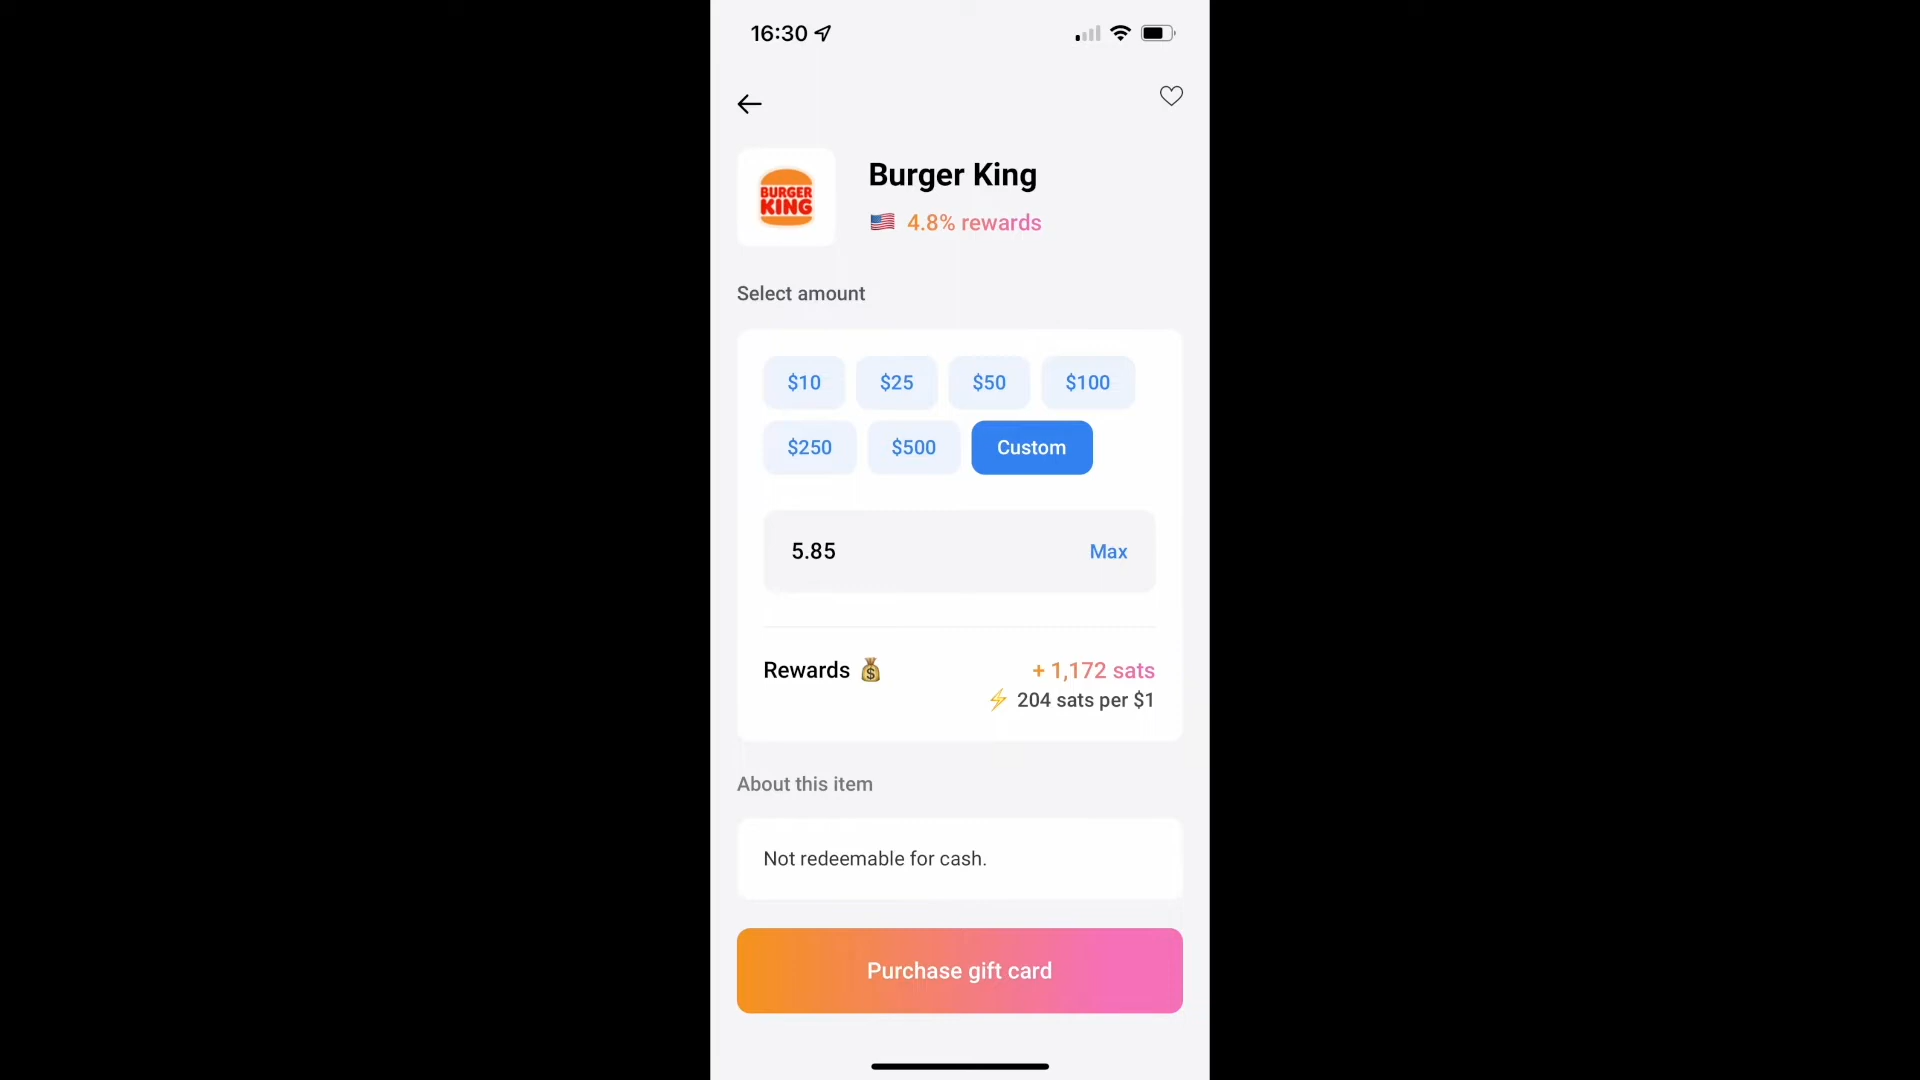 16:30
BURGER
KING
Burger King
4.8% rewards
Select amount
$10 $25 $50 $100
$250 $500 Custom
5.85 Max
Rewards + 1,172 sats
204 sats per $1
About this item
Not redeemable for cash.
Purchase gift card